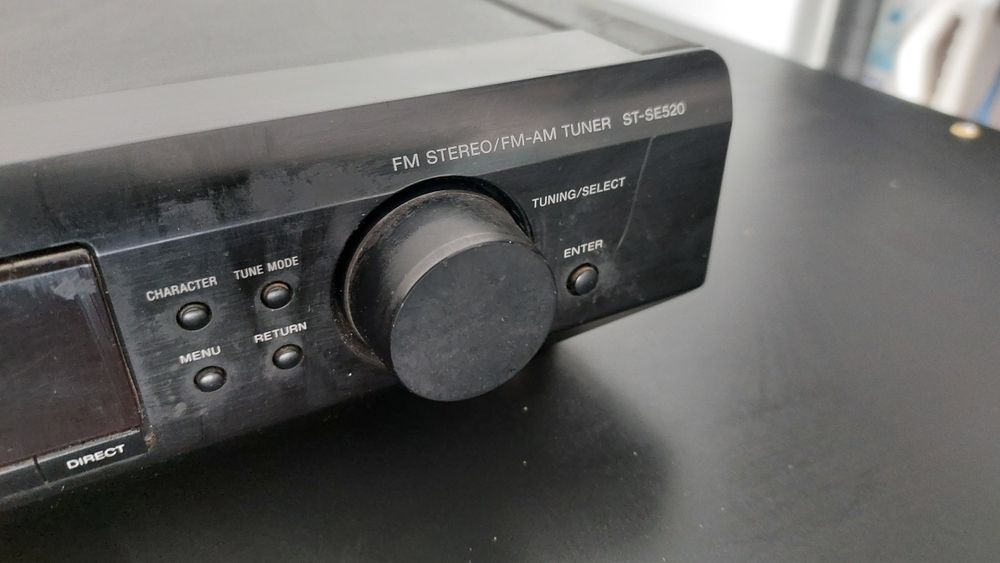 FM STEREO/FM-AM TUNER ST-SE520
TUNING/SELECT
ENTER
CHARACTER
TUNE MODE
MENU
RETURN
DIRECT